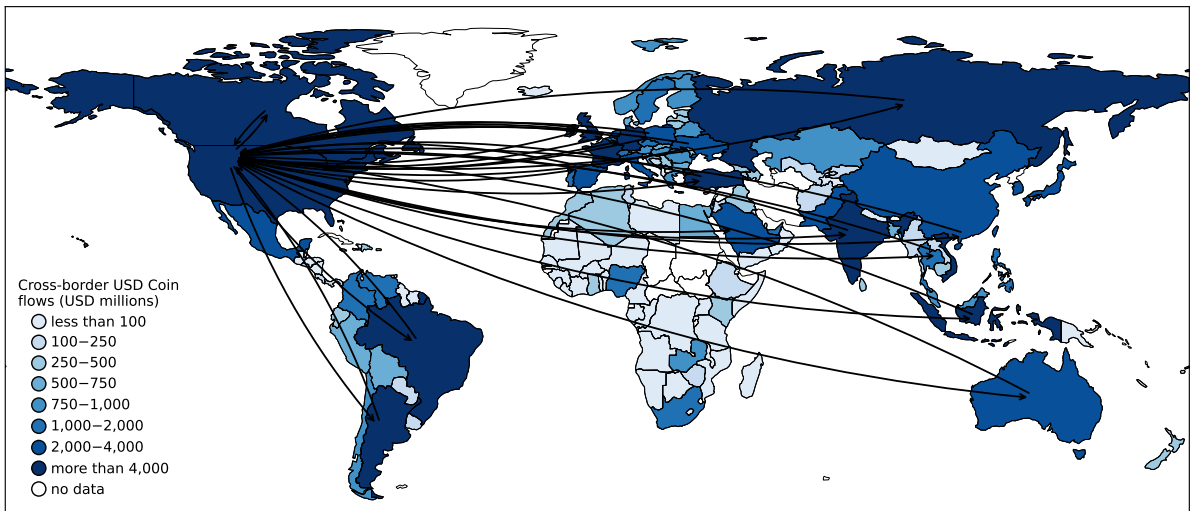 Cross-border USD Coin
flows (USD millions)
less than 100
100−250
250−500
500−750
750−1,000
1,000−2,000
2,000−4,000
more than 4,000
no data